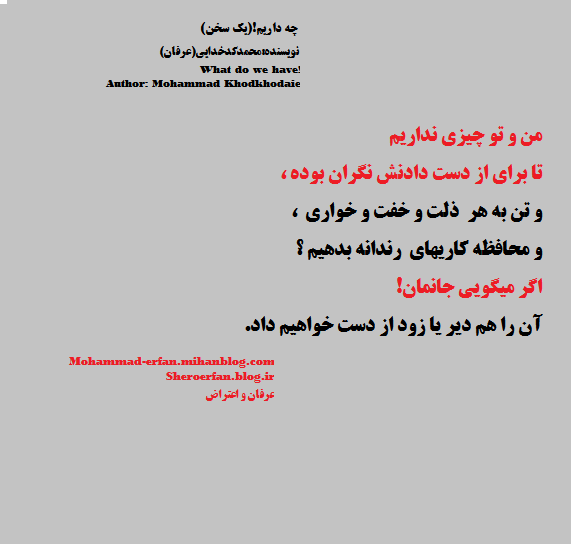 چه داریم!(یک سخن)
نویسنده:محمدکدخدایی(عرفان)
What do we have!
Author: Mohammad Khodkhodaie
من و تو چیزی نداریم
تا برای از دست دادنش نگران بوده ،
و تن به هر ذلت و خفت و خواری ،
و محافظه کاریهای رندانه بدهیم ؟
اگر میگویی جانمان!
آن را هم دیر یا زود از دست خواهیم داد.
Mohammad-erfan.mihanblog.com
Sheroerfan.blog.ir
عرفان و اعتراض